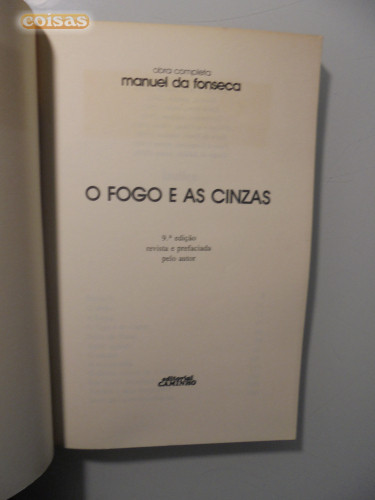 coisas
obra completa
manuel da fonseca
O FOGO E AS CINZAS
9.ª edição
revista e prefaciada
pelo autor
editorial
CAMINHO